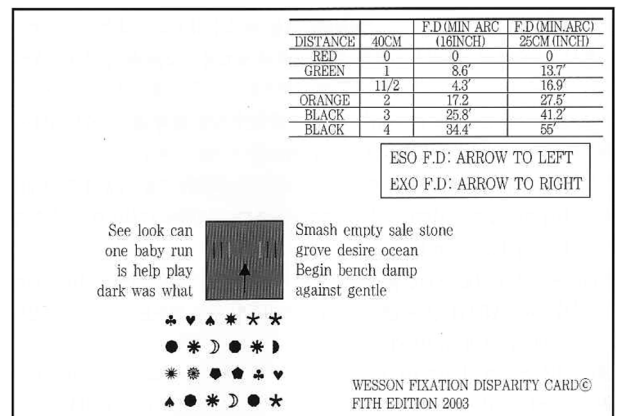 F.D(MIN ARC F.D(MIN.ARC)
DISTANCE 40CM (16INCH) 25CM (INCH)
RED 0 0 0
GREEN 1 8.6′ 13.7′
11/2 4.3′ 16.9′
ORANGE 2 17.2 27.5′
BLACK 3 25.8′ 41.2′
BLACK 4 34.4′ 55′
ESO F.D: ARROW TO LEFT
EXO F.D: ARROW TO RIGHT
See look can
one baby run
is help play
dark was what
Smash empty sale stone
grove desire ocean
Begin bench damp
against gentle
WESSON FIXATION DISPARITY CARD©
FITH EDITION 2003